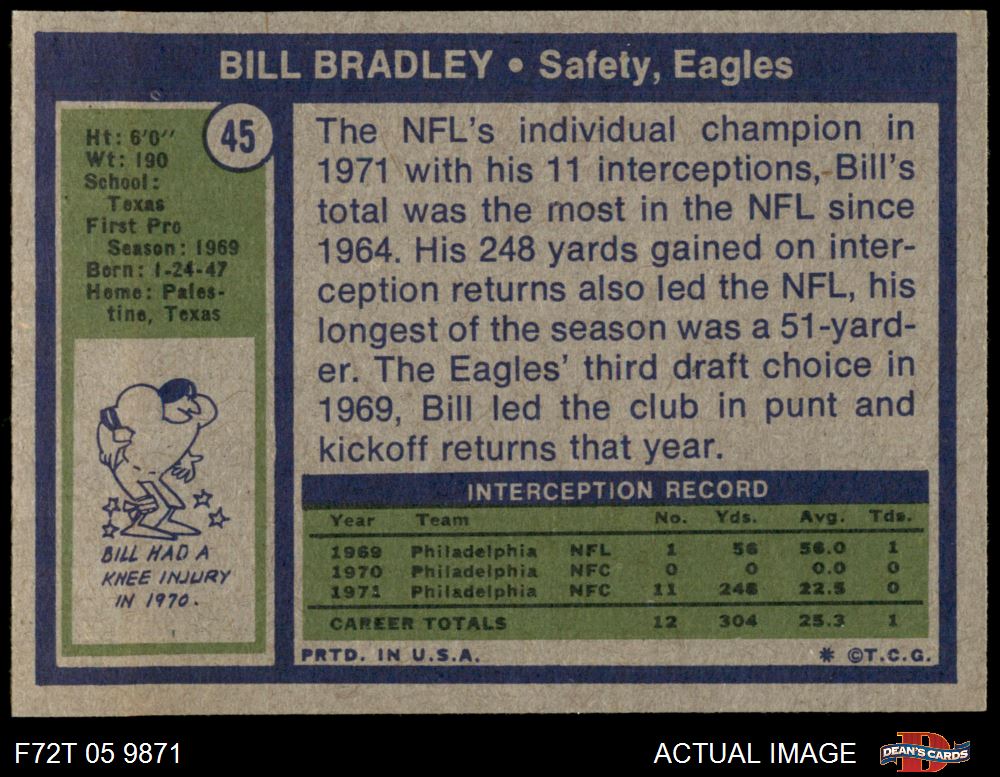 BILL BRADLEY • Safety, Eagles
45
Ht: 6'0"
Wt: 190
School:
Texas
First Pro
Season: 1969
Born: 1-24-47
Home: Pales-
tine, Texas
BILL HAD A
KNEE INJURY
IN 1970.
The NFL's individual champion in
1971 with his 11 interceptions, Bill's
total was the most in the NFL since
1964. His 248 yards gained on inter-
ception returns also led the NFL, his
longest of the season was a 51-yard-
er. The Eagles' third draft choice in
1969, Bill led the club in punt and
kickoff returns that year.
INTERCEPTION RECORD
Year Team No. Yds. Avg. Tds.
1969 Philadelphia NFL 1 56 56.0 1
1970 Philadelphia NFC 0 0 0.0 0
1971 Philadelphia NFC 11 248 22.5 0
CAREER TOTALS 12 304 25.3 1
PRTD. IN U.S.A. * ©T.C.G.
F72T 05 9871 ACTUAL IMAGE DEAN'S CARDS